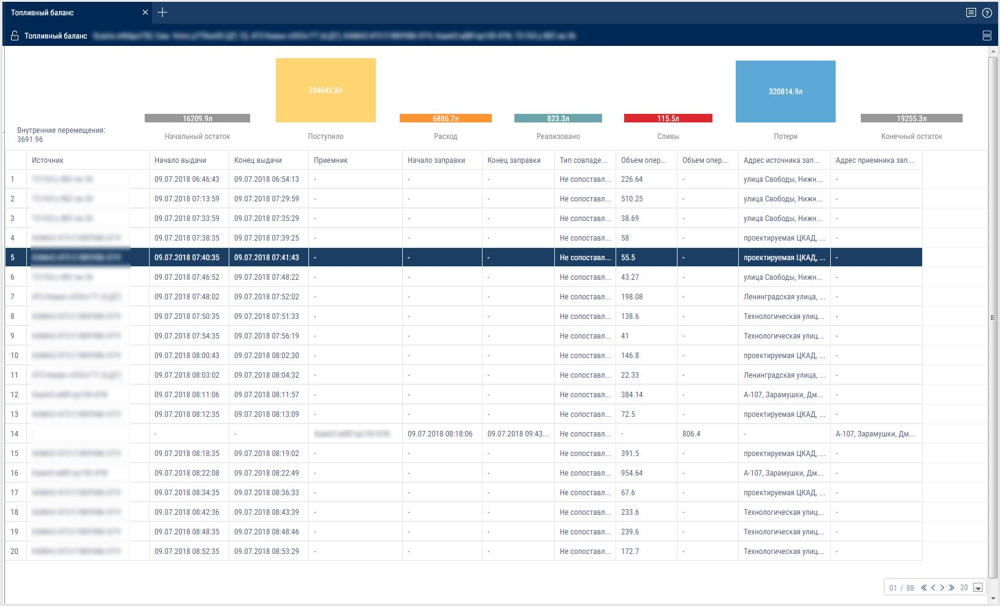 Топливный баланс
Топливный баланс
334642.8л
320814.9л
16209.9л 6886.7л 823.3л 115.5л 19255.3л
Внутренние перемещения:
3691.96
Начальный остаток Поступило Расход Реализовано Сливы Потери Конечный остаток
Источник Начало выдачи Конец выдачи Приемник Начало заправки Конец заправки Тип совпаде... Объем опер... Объем опер... Адрес источника зап... Адрес приемника зап...
1 09.07.2018 06:46:43 09.07.2018 06:54:13 - - - Не сопоставл... 226.64 - улица Свободы, Нижн... -
2 09.07.2018 07:13:59 09.07.2018 07:29:59 - - - Не сопоставл... 510.25 - улица Свободы, Нижн... -
3 09.07.2018 07:33:59 09.07.2018 07:35:29 - - - Не сопоставл... 38.69 - улица Свободы, Нижн... -
4 09.07.2018 07:38:35 09.07.2018 07:39:25 - - - Не сопоставл... 58 - проектируемая ЦКАД, ... -
5 09.07.2018 07:40:35 09.07.2018 07:41:43 - - - Не сопоставл... 55.5 - проектируемая ЦКАД, ... -
6 09.07.2018 07:46:52 09.07.2018 07:48:22 - - - Не сопоставл... 43.27 - улица Свободы, Нижн... -
7 09.07.2018 07:48:02 09.07.2018 07:52:02 - - - Не сопоставл... 198.08 - Ленинградская улица, ... -
8 09.07.2018 07:50:35 09.07.2018 07:51:33 - - - Не сопоставл... 138.6 - Технологическая улиц... -
9 09.07.2018 07:54:35 09.07.2018 07:56:19 - - - Не сопоставл... 41 - Технологическая улиц... -
10 09.07.2018 08:00:43 09.07.2018 08:02:30 - - - Не сопоставл... 146.8 - проектируемая ЦКАД, ... -
11 09.07.2018 08:03:02 09.07.2018 08:04:32 - - - Не сопоставл... 22.33 - Ленинградская улица, ... -
12 09.07.2018 08:11:06 09.07.2018 08:11:57 - - - Не сопоставл... 384.14 - А-107, Зарамушки, Дм... -
13 09.07.2018 08:12:35 09.07.2018 08:13:09 - - - Не сопоставл... 72.5 - проектируемая ЦКАД, ... -
14 - - - 09.07.2018 08:18:06 09.07.2018 09:43... Не сопоставл... - 806.4 - А-107, Зарамушки, Дм...
15 09.07.2018 08:18:35 09.07.2018 08:19:02 - - - Не сопоставл... 391.5 - проектируемая ЦКАД, ... -
16 09.07.2018 08:22:08 09.07.2018 08:22:49 - - - Не сопоставл... 954.64 - А-107, Зарамушки, Дм... -
17 09.07.2018 08:34:35 09.07.2018 08:36:33 - - - Не сопоставл... 67.6 - проектируемая ЦКАД, ... -
18 09.07.2018 08:42:36 09.07.2018 08:43:39 - - - Не сопоставл... 233.6 - Технологическая улиц... -
19 09.07.2018 08:48:35 09.07.2018 08:48:46 - - - Не сопоставл... 239.6 - Технологическая улиц... -
20 09.07.2018 08:52:35 09.07.2018 08:53:29 - - - Не сопоставл... 172.7 - Технологическая улиц... -
01 / 88 20